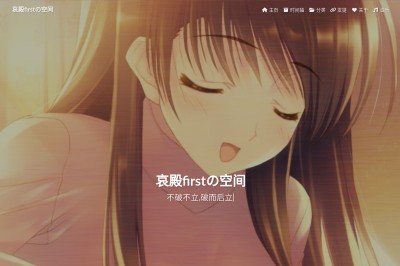 哀殿firstの空间
主页 时间轴 分类 友链 关于
哀殿firstの空间
不破不立,破而后立|